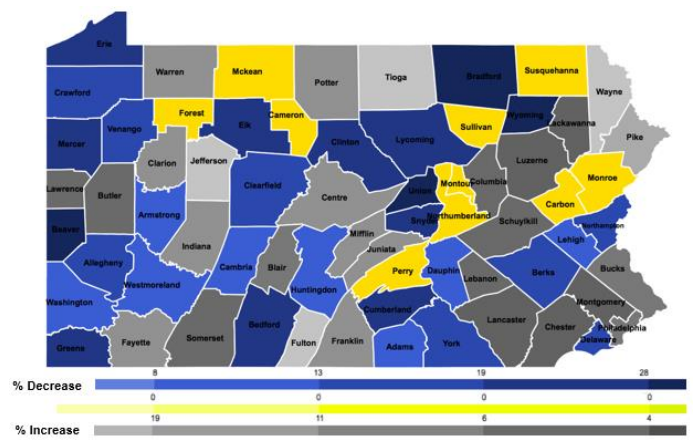 Erie
Warren Mckean Potter Tioga Bradford Susquehanna Wayne
Crawford
Forest Cameron Elk Sullivan Wyoming Lackawanna
Mercer Venango Clinton Lycoming Pike
Clarion Jefferson Luzerne
Lawrence Butler Clearfield Centre Union Montour Columbia Monroe
Armstrong Carbon
Beaver Snyder Northumberland Schuylkill Northampton
Indiana Mifflin Juniata Lehigh
Allegheny Westmoreland Cambria Blair Huntingdon Perry Dauphin Lebanon Berks Bucks
Washington Cumberland Montgomery
Greene Fayette Somerset Bedford Fulton Franklin Adams York Lancaster Chester Philadelphia
Delaware
8 13 19 28
% Decrease
0 0 0 0
19 11 6 4
% Increase